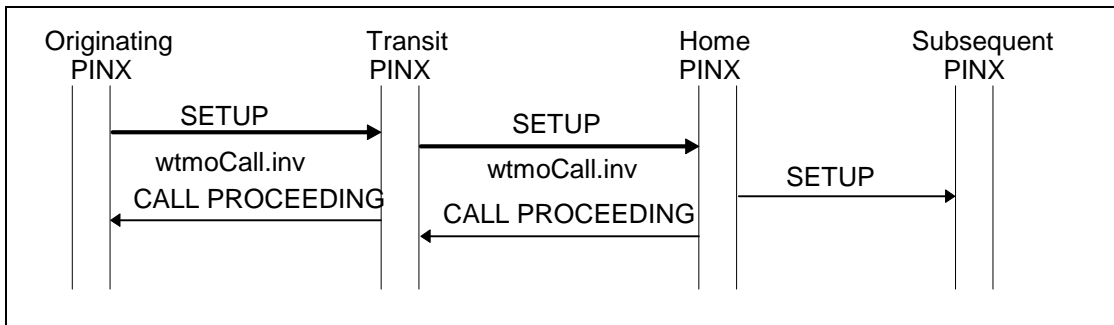 Originating
PINX
Transit
PINX
Home
PINX
Subsequent
PINX
SETUP
wtmoCall.inv
CALL PROCEEDING
SETUP
wtmoCall.inv
CALL PROCEEDING
SETUP